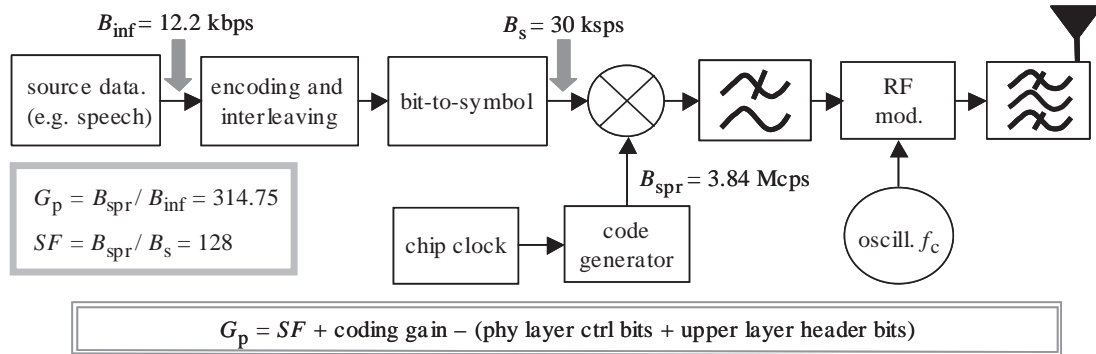 B_inf = 12.2 kbps
B_s = 30 ksps
source data.
(e.g. speech)
encoding and
interleaving
bit-to-symbol
RF
mod.
B_spr = 3.84 Mcps
G_p = B_spr / B_inf = 314.75
SF = B_spr / B_s = 128
chip clock
code
generator
oscill. f_c
G_p = SF + coding gain – (phy layer ctrl bits + upper layer header bits)